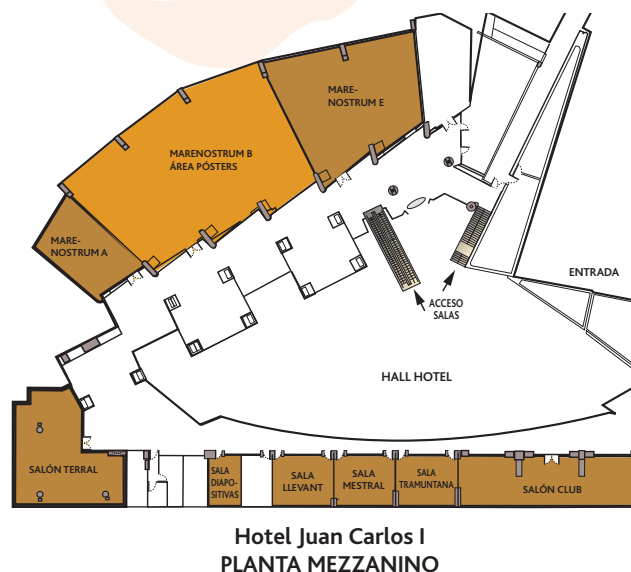 MARE-
NOSTRUM E
MARENOSTRUM B
ÁREA PÓSTERS
MARE-
NOSTRUM A
ENTRADA
ACCESO
SALAS
HALL HOTEL
SALÓN TERRAL
SALA
DIAPO-
SITIVAS
SALA
LLEVANT
SALA
MESTRAL
SALA
TRAMUNTANA
SALÓN CLUB
Hotel Juan Carlos I
PLANTA MEZZANINO